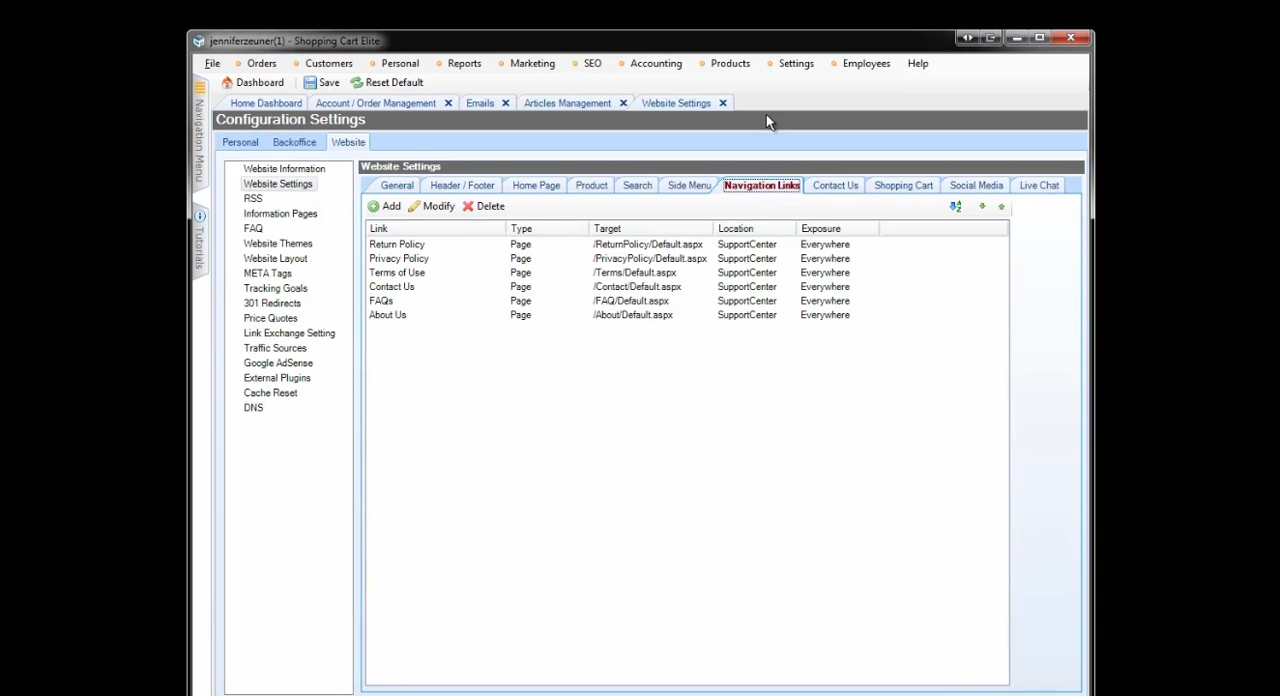 jenniferzeuner(1) - Shopping Cart Elite
File Orders Customers Personal Reports Marketing SEO Accounting Products Settings Employees Help
Dashboard Save Reset Default
Home Dashboard Account / Order Management Emails Articles Management Website Settings
Configuration Settings
Personal Backoffice Website
Navigation Menu
Tutorials
Website Information
Website Settings
RSS
Information Pages
FAQ
Website Themes
Website Layout
META Tags
Tracking Goals
301 Redirects
Price Quotes
Link Exchange Setting
Traffic Sources
Google AdSense
External Plugins
Cache Reset
DNS
Website Settings
General Header / Footer Home Page Product Search Side Menu Navigation Links Contact Us Shopping Cart Social Media Live Chat
Add Modify Delete
Link Type Target Location Exposure
Return Policy Page /ReturnPolicy/Default.aspx SupportCenter Everywhere
Privacy Policy Page /PrivacyPolicy/Default.aspx SupportCenter Everywhere
Terms of Use Page /Terms/Default.aspx SupportCenter Everywhere
Contact Us Page /Contact/Default.aspx SupportCenter Everywhere
FAQs Page /FAQ/Default.aspx SupportCenter Everywhere
About Us Page /About/Default.aspx SupportCenter Everywhere